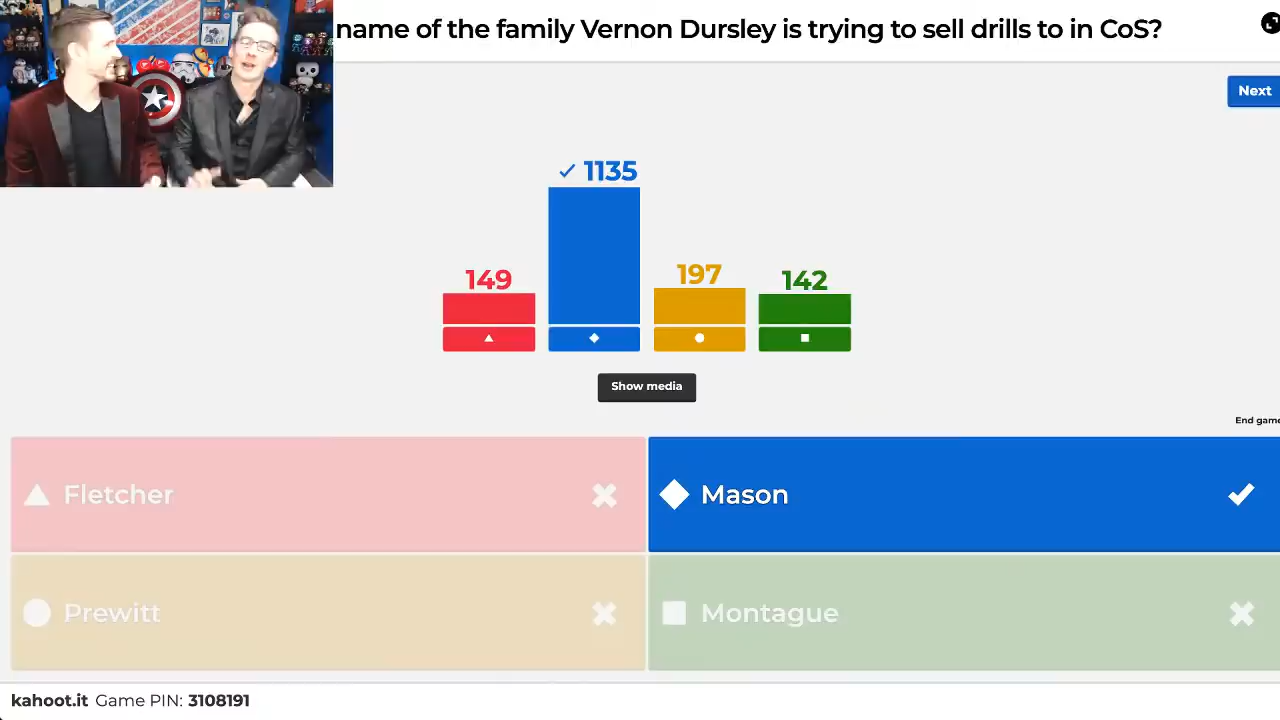 name of the family Vernon Dursley is trying to sell drills to in CoS?
Next
1135
149
197
142
Show media
End game
Fletcher
Mason
Prewitt
Montague
kahoot.it Game PIN: 3108191